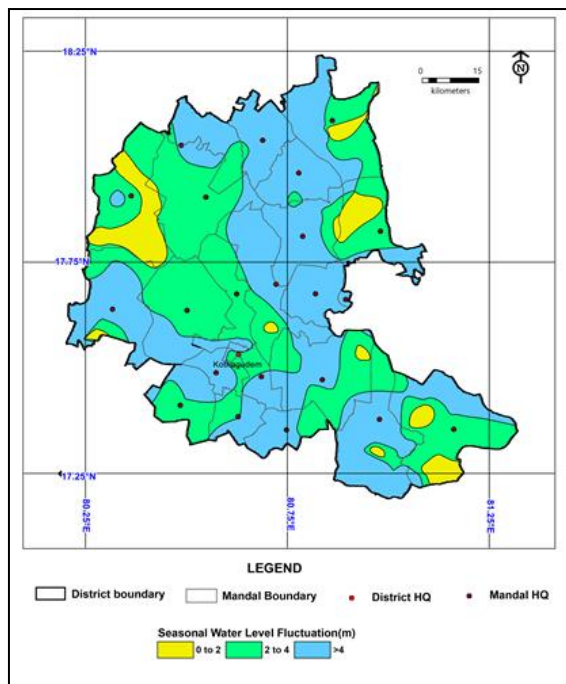 18.25°N
0 15
kilometers
N
17.75°N
Kothagedem
17.25°N
80.25°E 80.75°E 81.25°E
LEGEND
District boundary Mandal Boundary District HQ Mandal HQ
Seasonal Water Level Fluctuation(m)
0 to 2 2 to 4 >4